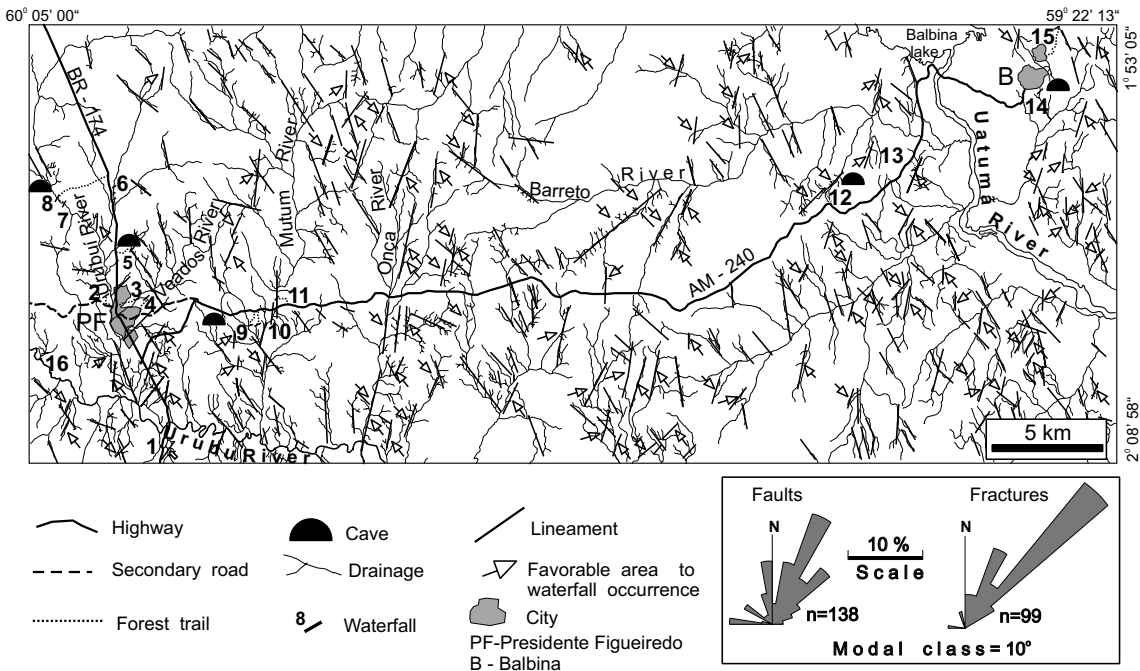 60° 05' 00"
59° 22' 13"
1° 53' 05"
2° 08' 58"
BR - 174
Balbina
lake
15
B
14
13
12
Uatumã
River
Barreto River
Mutum River
Onca River
Veados River
Urubuí River
6
8
7
5
2
3
4
PF
AM - 240
11
9
10
16
1
Urubu River
5 km
Highway
Secondary road
Forest trail
Cave
Drainage
8 Waterfall
Lineament
Favorable area to
waterfall occurrence
City
PF-Presidente Figueiredo
B - Balbina
Faults
Fractures
N
N
10 %
Scale
n=138
n=99
Modal class = 10°